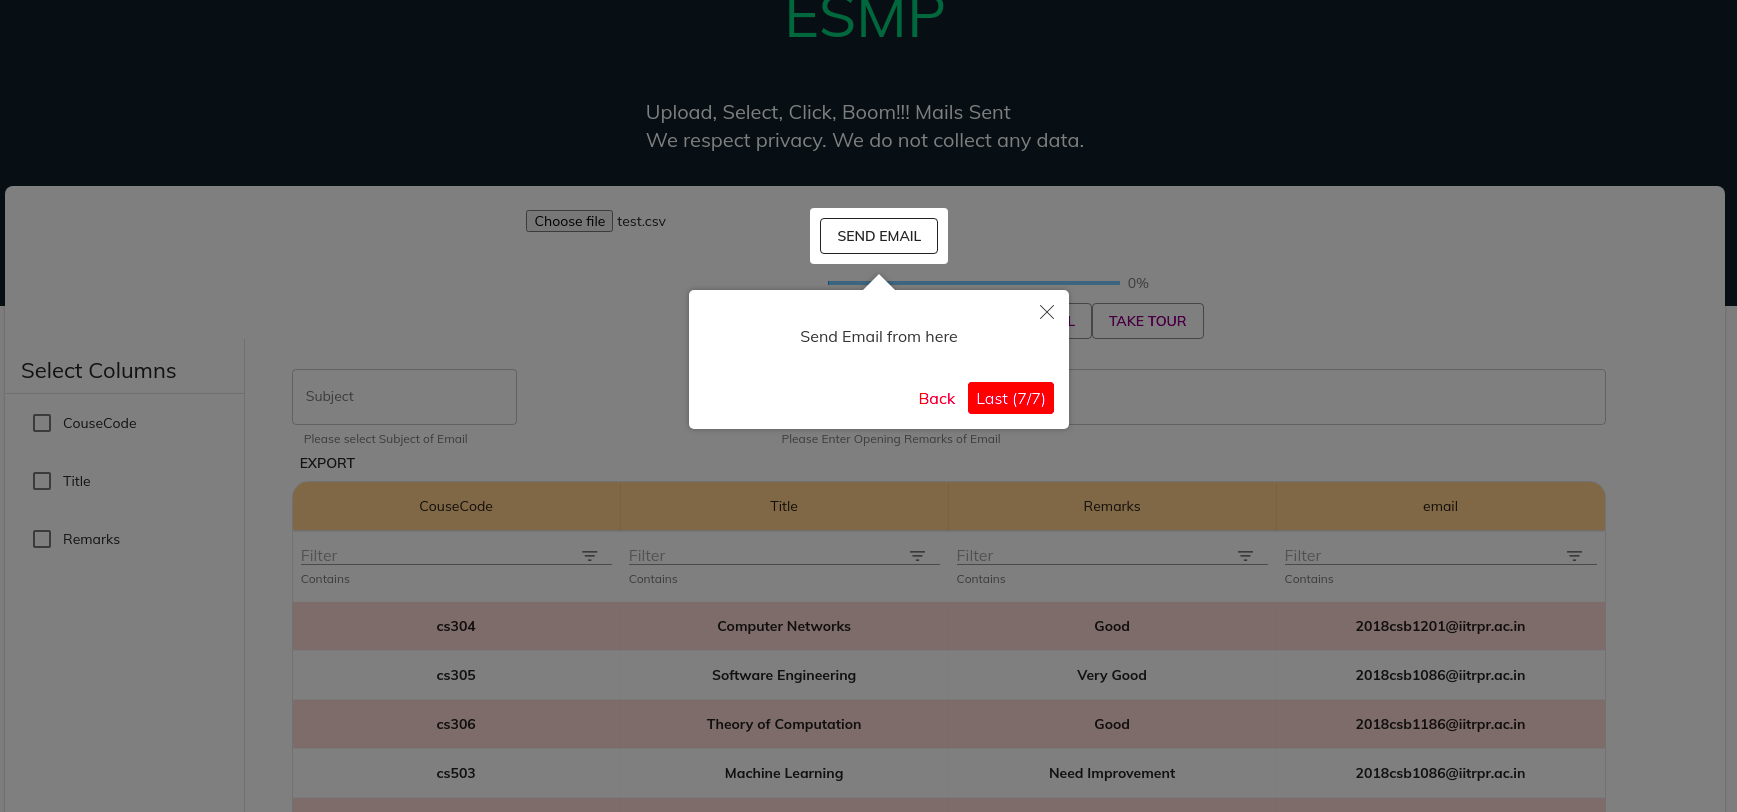 ESMP
Upload, Select, Click, Boom!!! Mails Sent
We respect privacy. We do not collect any data.
Choose file test.csv
SEND EMAIL
0%
L TAKE TOUR
Send Email from here
Back Last (7/7)
Select Columns
CouseCode
Title
Remarks
Subject
Please select Subject of Email
Please Enter Opening Remarks of Email
EXPORT
CouseCode Title Remarks email
Filter Filter Filter Filter
Contains Contains Contains Contains
cs304 Computer Networks Good 2018csb1201@iitrpr.ac.in
cs305 Software Engineering Very Good 2018csb1086@iitrpr.ac.in
cs306 Theory of Computation Good 2018csb1186@iitrpr.ac.in
cs503 Machine Learning Need Improvement 2018csb1086@iitrpr.ac.in